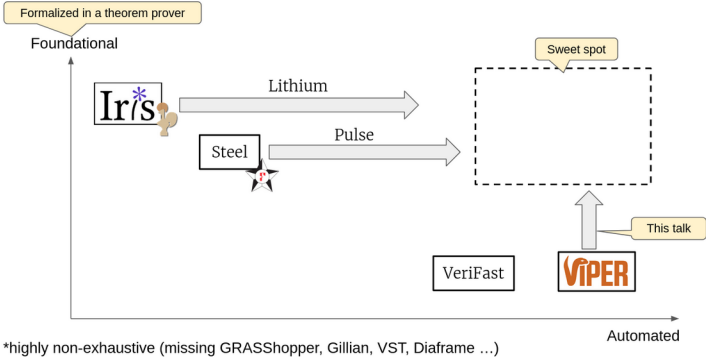 Formalized in a theorem prover
Foundational
Sweet spot
Iris
Lithium
Steel
Pulse
This talk
VeriFast
VIPER
Automated
*highly non-exhaustive (missing GRASShopper, Gillian, VST, Diaframe …)